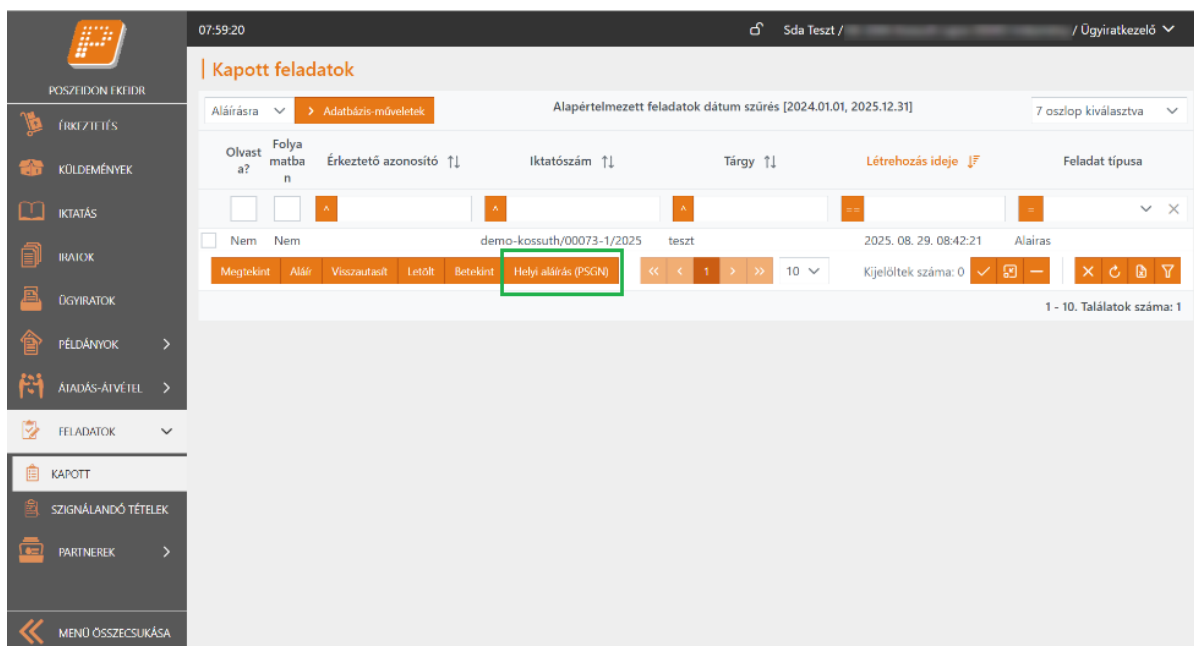 07:59:20
Sda Teszt /
/ Ügyiratkezelő
POSZEIDON EKEIDR
Kapott feladatok
Aláírásra
> Adatbázis-műveletek
Alapértelmezett feladatok dátum szűrés [2024.01.01, 2025.12.31]
7 oszlop kiválasztva
Olvasta?
Folyamatban
Érkeztető azonosító
Iktatószám
Tárgy
Létrehozás ideje
Feladat típusa
^ ^ ^ == =
Nem Nem demo-kossuth/00073-1/2025 teszt 2025. 08. 29. 08:42:21 Alairas
Megtekint Aláír Visszautasít Letölt Betekint Helyi aláírás (PSGN) << < 1 > >> 10 Kijelöltek száma: 0
1 - 10. Találatok száma: 1
ÉRKEZTETÉS
KÜLDEMÉNYEK
IKTATÁS
IRATOK
ÜGYIRATOK
PÉLDÁNYOK
ÁTADÁS-ÁTVÉTEL
FELADATOK
KAPOTT
SZIGNÁLANDÓ TÉTELEK
PARTNEREK
MENÜ ÖSSZECSUKÁSA